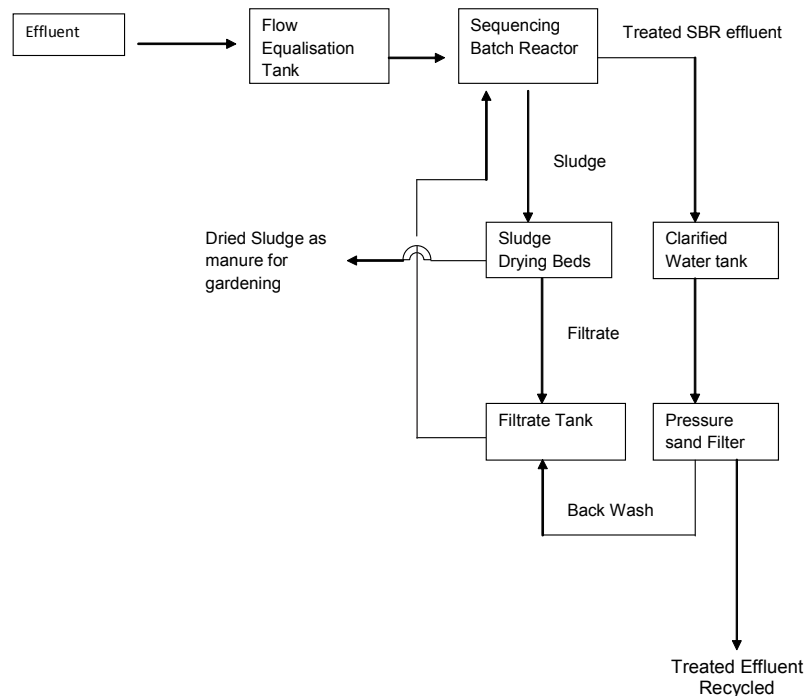 Effluent
Flow
Equalisation
Tank
Sequencing
Batch Reactor
Treated SBR effluent
Sludge
Dried Sludge as
manure for
gardening
Sludge
Drying Beds
Clarified
Water tank
Filtrate
Filtrate Tank
Pressure
sand Filter
Back Wash
Treated Effluent
Recycled